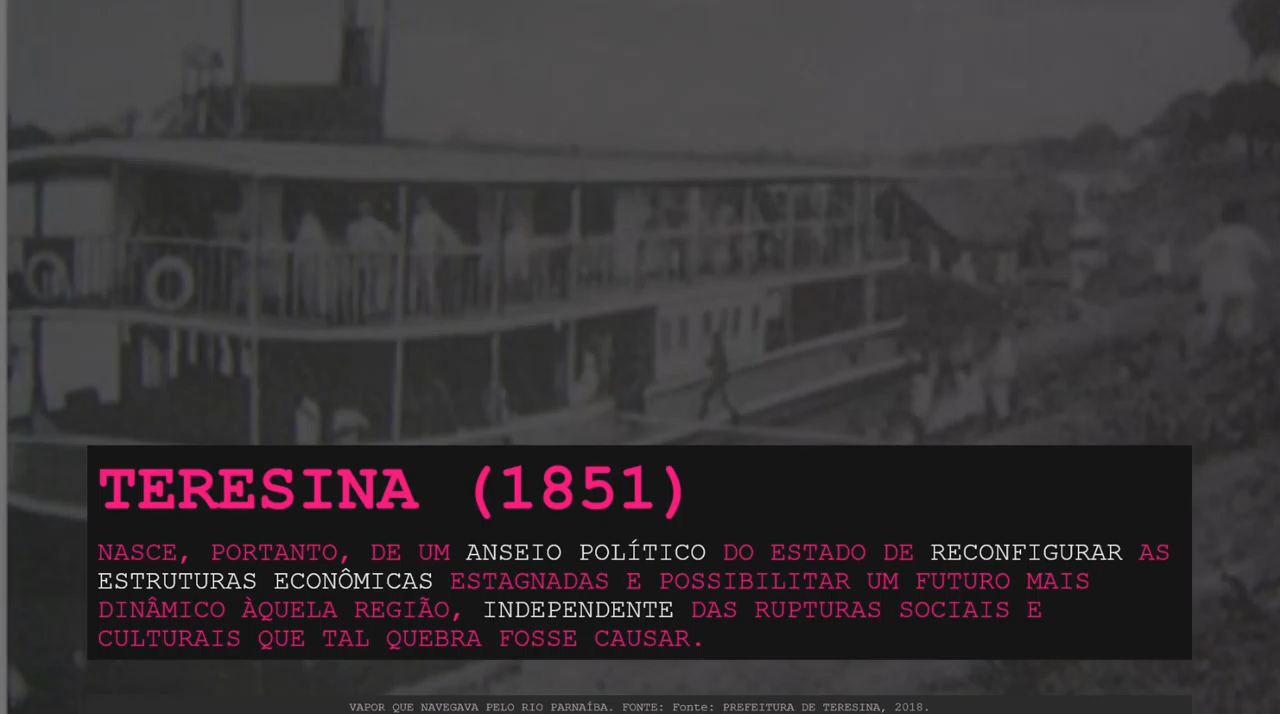 TERESINA (1851)
NASCE, PORTANTO, DE UM ANSEIO POLÍTICO DO ESTADO DE RECONFIGURAR AS
ESTRUTURAS ECONÔMICAS ESTAGNADAS E POSSIBILITAR UM FUTURO MAIS
DINÂMICO ÀQUELA REGIÃO, INDEPENDENTE DAS RUPTURAS SOCIAIS E
CULTURAIS QUE TAL QUEBRA FOSSE CAUSAR.
VAPOR QUE NAVEGAVA PELO RIO PARNAÍBA. FONTE: Fonte: PREFEITURA DE TERESINA, 2018.